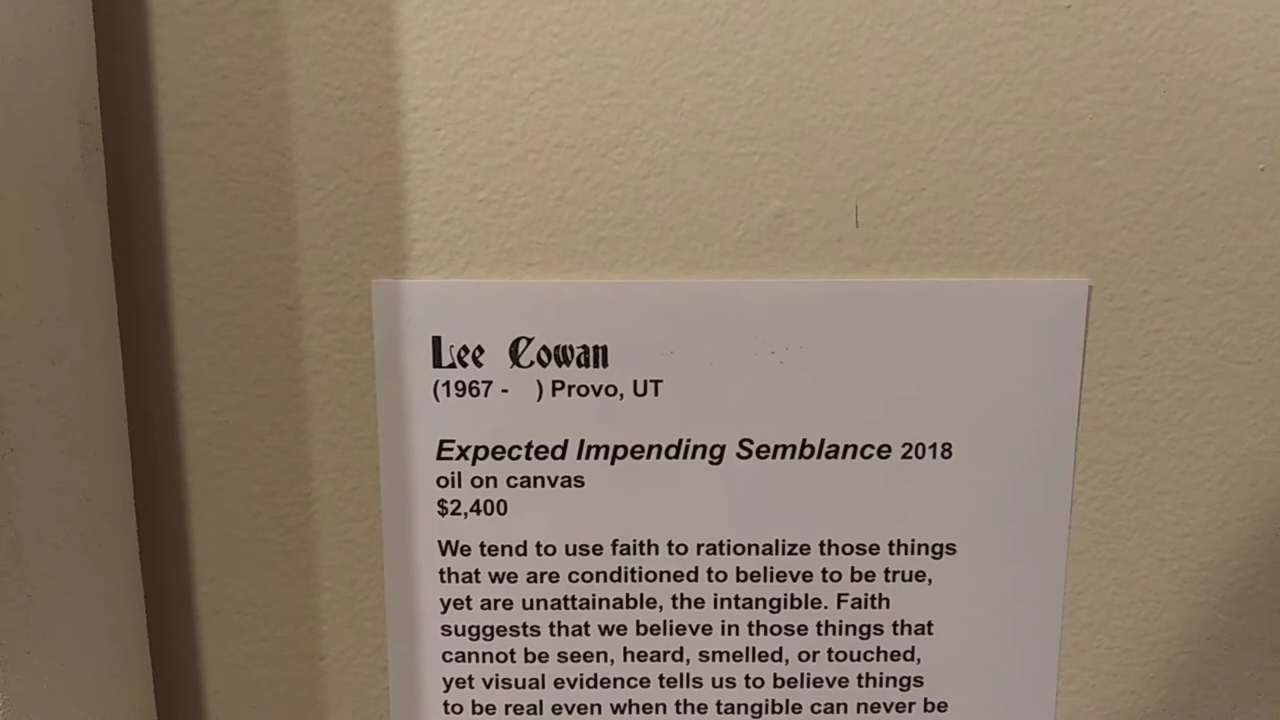 Lee Cowan
(1967 -    ) Provo, UT
Expected Impending Semblance 2018
oil on canvas
$2,400
We tend to use faith to rationalize those things
that we are conditioned to believe to be true,
yet are unattainable, the intangible. Faith
suggests that we believe in those things that
cannot be seen, heard, smelled, or touched,
yet visual evidence tells us to believe things
to be real even when the tangible can never be